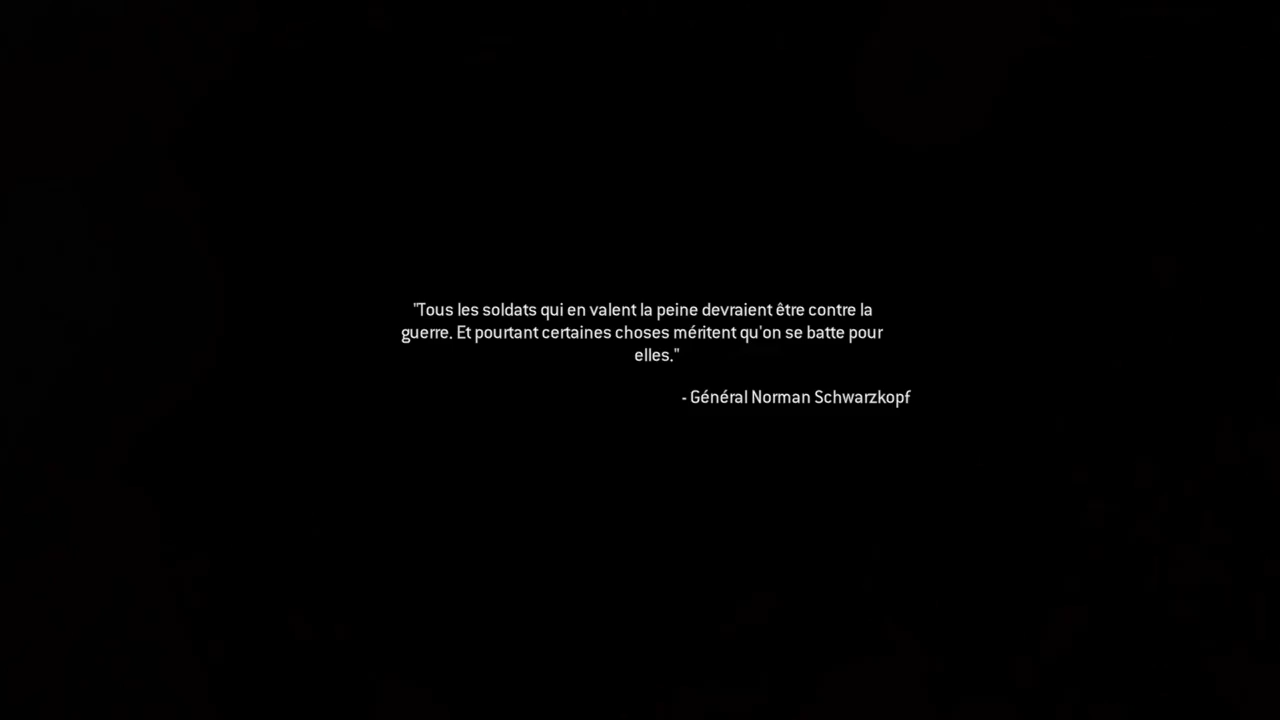 "Tous les soldats qui en valent la peine devraient être contre la
guerre. Et pourtant certaines choses méritent qu'on se batte pour
elles."
- Général Norman Schwarzkopf